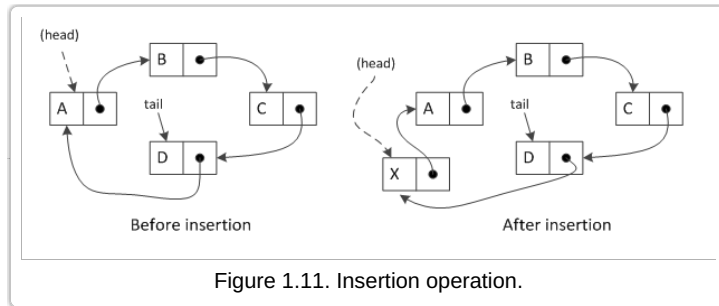 (head)
A
B
C
tail
D
Before insertion
(head)
A
B
C
tail
D
X
After insertion
Figure 1.11. Insertion operation.